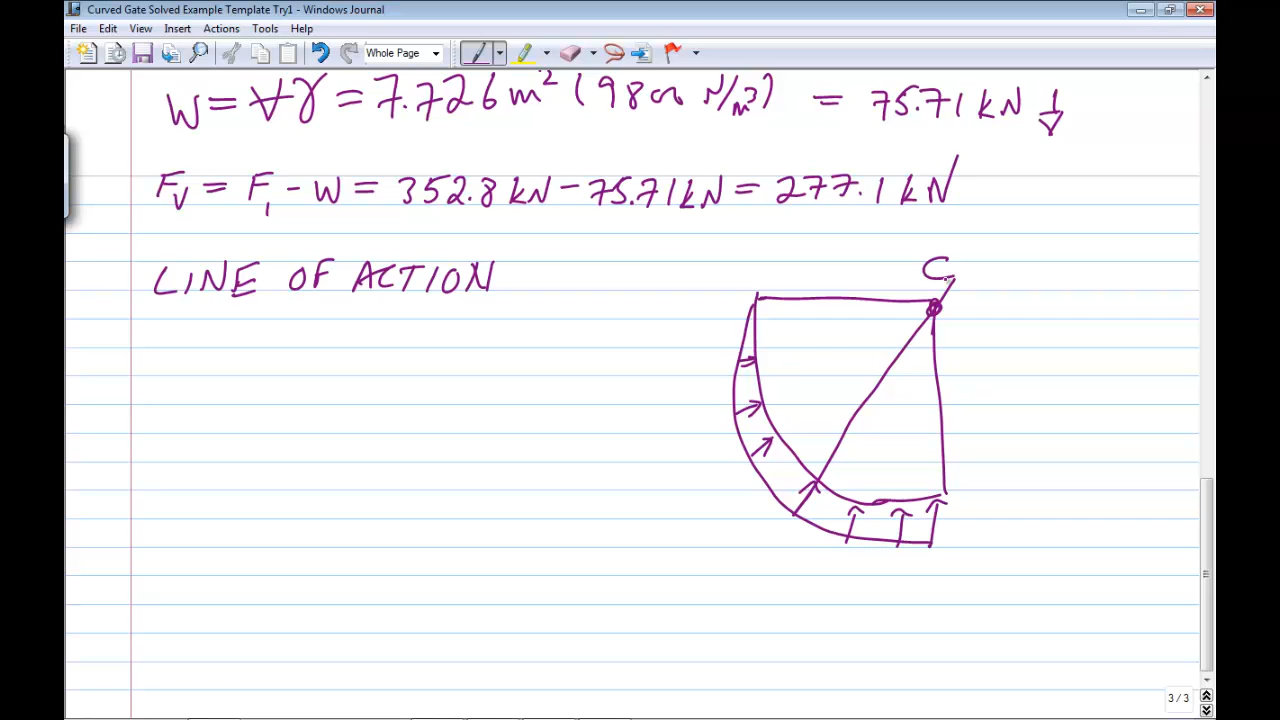 Curved Gate Solved Example Template Try1 - Windows Journal
File Edit View Insert Actions Tools Help
Whole Page
W = ∀γ = 7.726 m² (9800 N/m³) = 75.71 kN ↓
Fv = F₁ - W = 352.8 kN - 75.71 kN = 277.1 kN
LINE OF ACTION
C
3 / 3